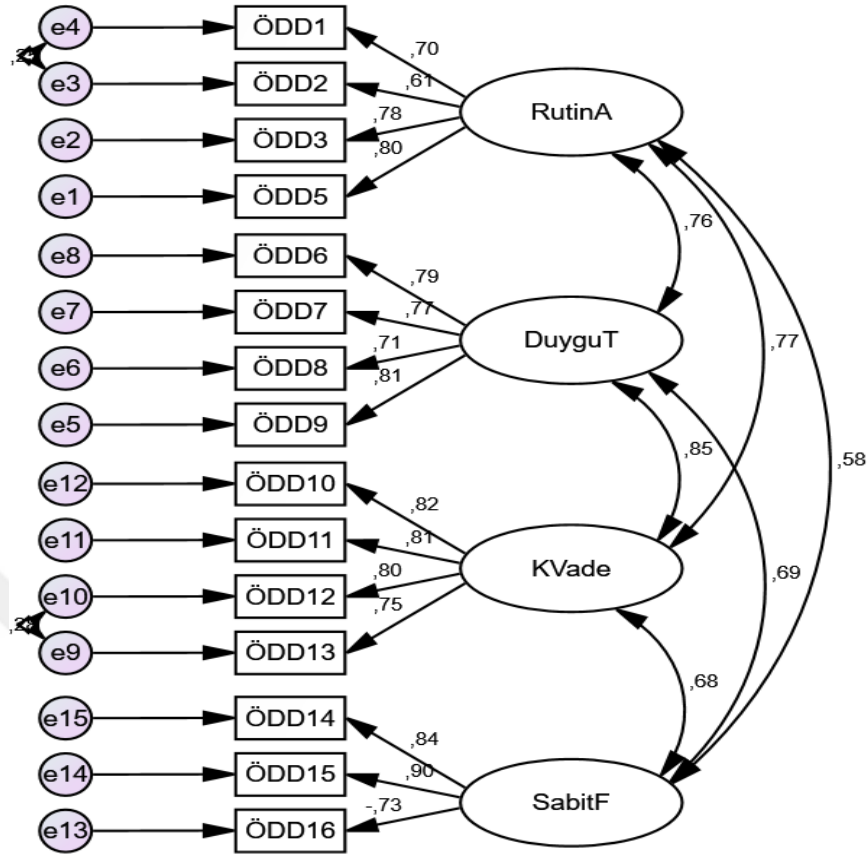 e4
ÖDD1
,70
e3
ÖDD2
,61
RutinA
e2
ÖDD3
,78
e1
ÖDD5
,80
,76
e8
ÖDD6
,79
e7
ÖDD7
,77
DuyguT
,77
e6
ÖDD8
,71
e5
ÖDD9
,81
,85
,58
e12
ÖDD10
,82
e11
ÖDD11
,81
KVade
,69
e10
ÖDD12
,80
e9
ÖDD13
,75
,68
e15
ÖDD14
,84
e14
ÖDD15
,90
SabitF
e13
ÖDD16
-,73